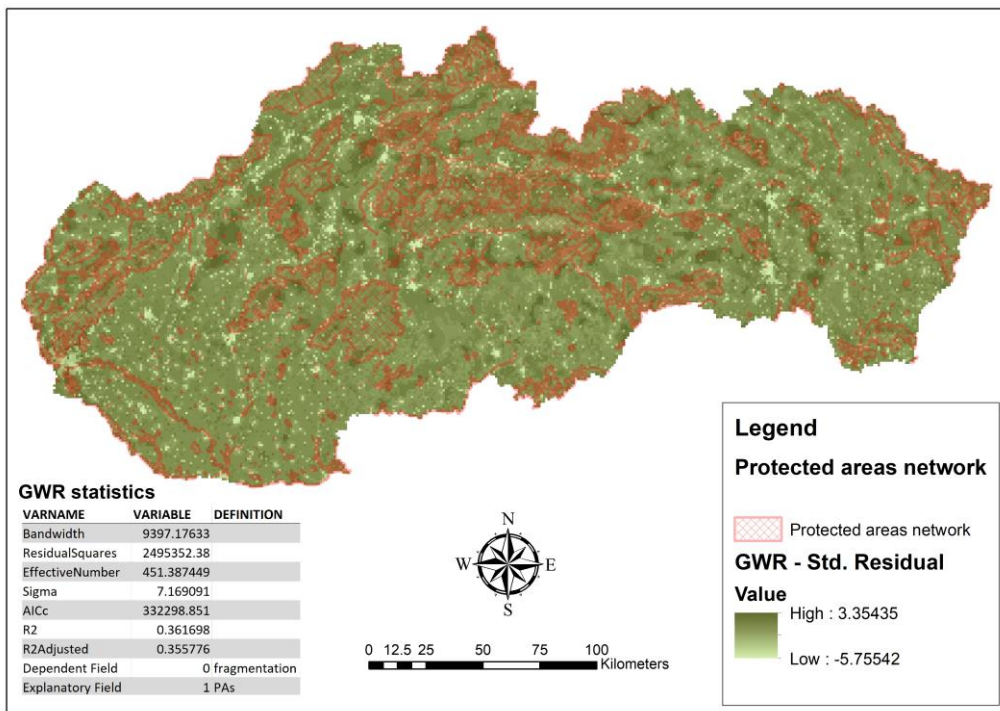 GWR statistics
VARNAME VARIABLE DEFINITION
Bandwidth 9397.17633
ResidualSquares 2495352.38
EffectiveNumber 451.387449
Sigma 7.169091
AICc 332298.851
R2 0.361698
R2Adjusted 0.355776
Dependent Field 0 fragmentation
Explanatory Field 1 PAs
N
W E
S
0 12.5 25 50 75 100
Kilometers
Legend
Protected areas network
Protected areas network
GWR - Std. Residual
Value
High : 3.35435
Low : -5.75542